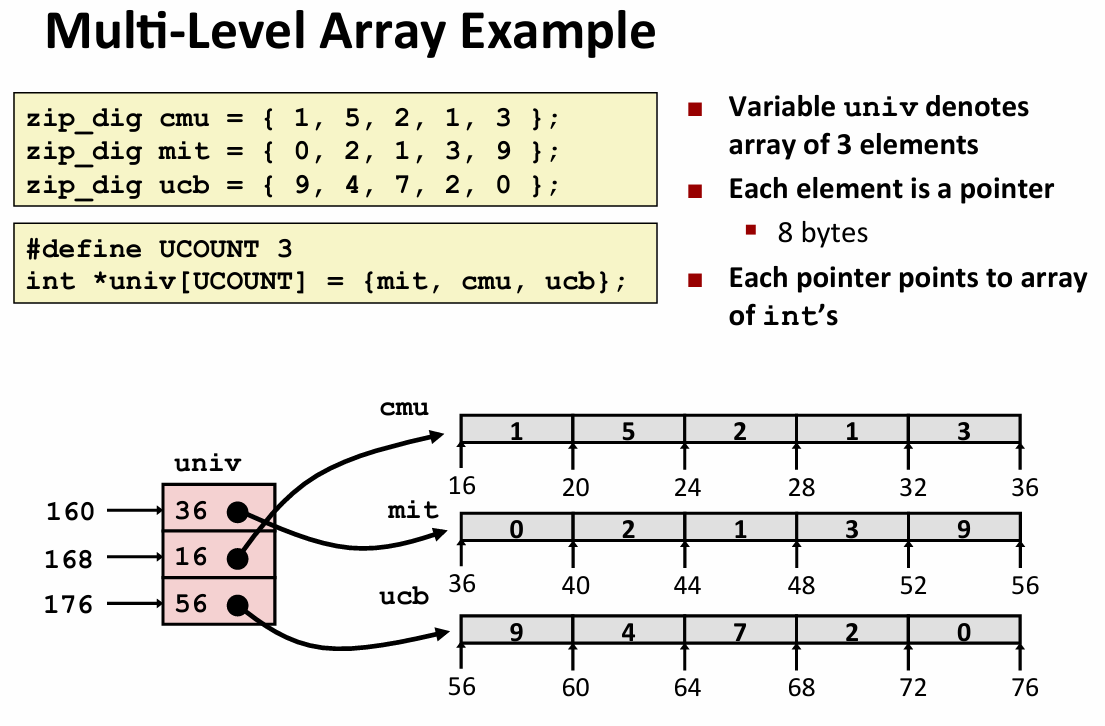 Multi-Level Array Example
zip_dig cmu = { 1, 5, 2, 1, 3 };
zip_dig mit = { 0, 2, 1, 3, 9 };
zip_dig ucb = { 9, 4, 7, 2, 0 };
#define UCOUNT 3
int *univ[UCOUNT] = {mit, cmu, ucb};
Variable univ denotes
array of 3 elements
Each element is a pointer
8 bytes
Each pointer points to array
of int’s
univ
160 36
168 16
176 56
cmu
1 5 2 1 3
16 20 24 28 32 36
mit
0 2 1 3 9
36 40 44 48 52 56
ucb
9 4 7 2 0
56 60 64 68 72 76